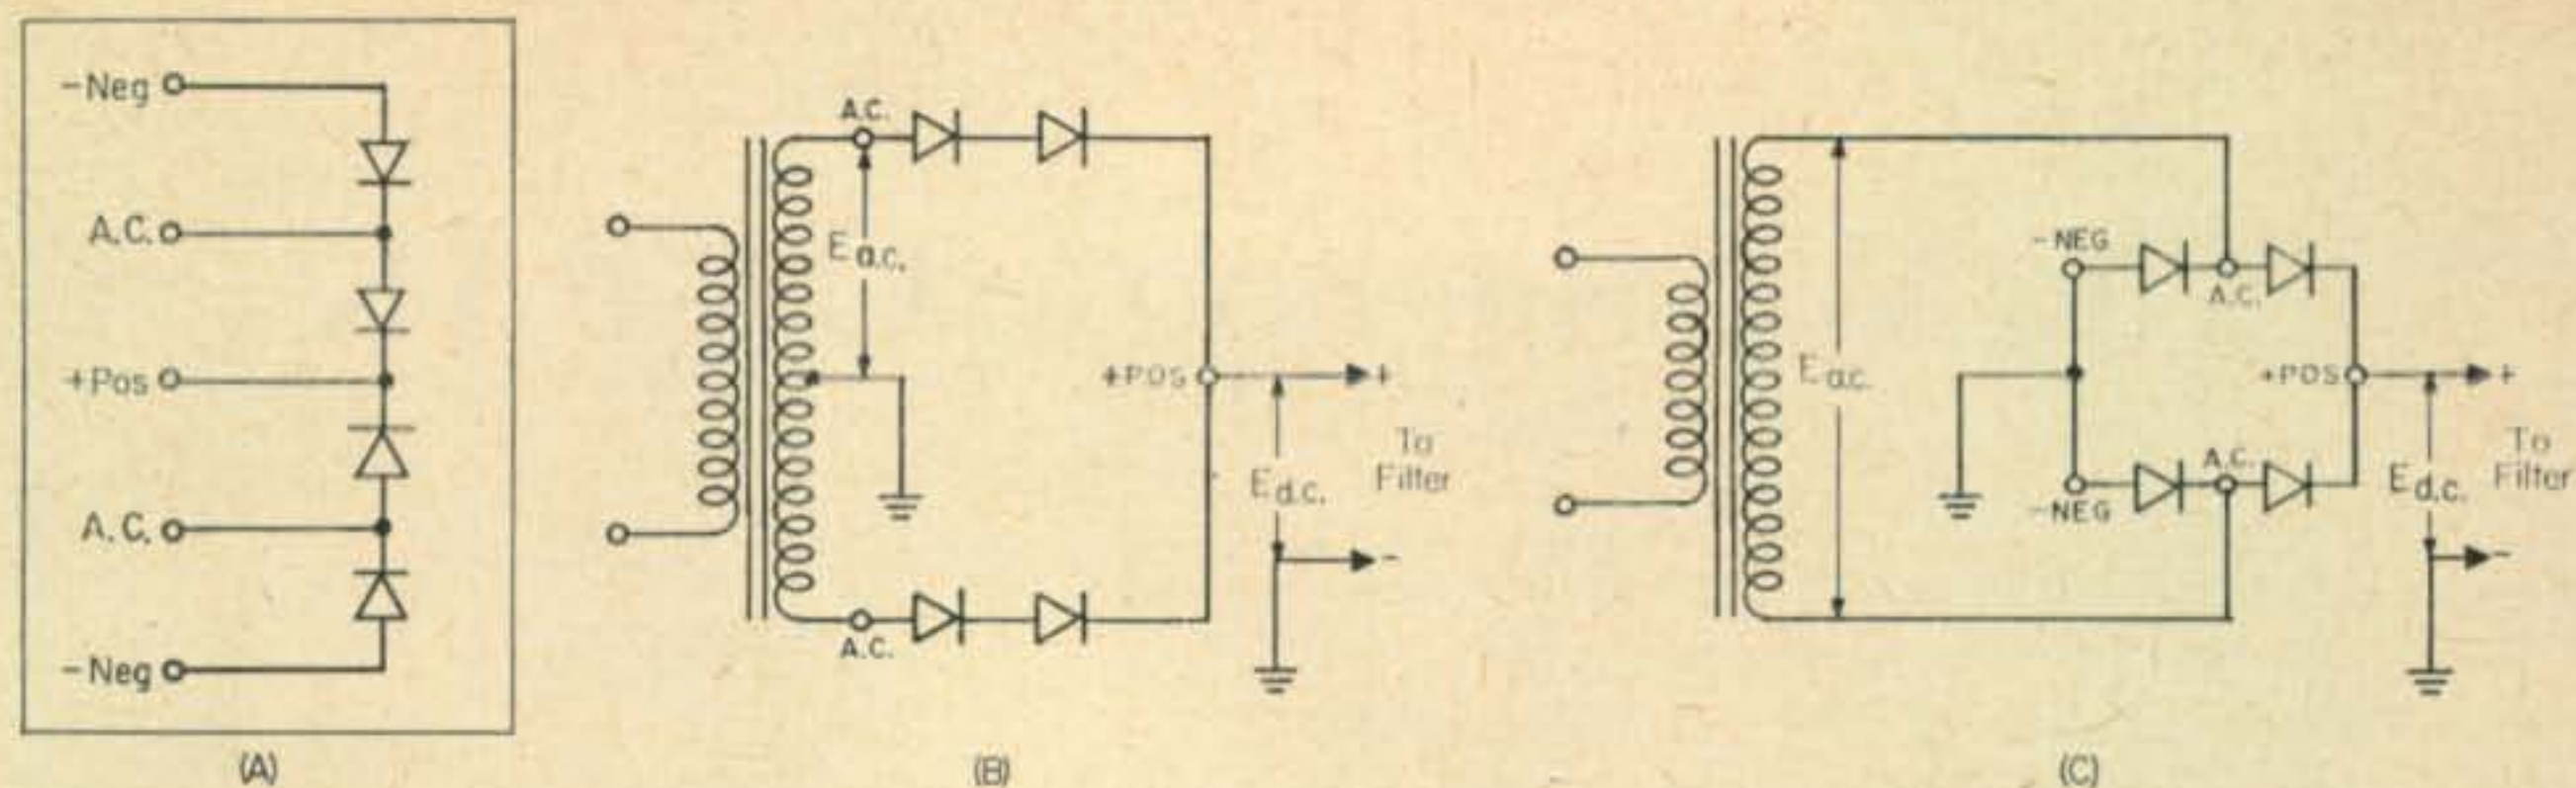 -Neg
A.C.
+Pos
A.C.
-Neg
(A)
A.C.
E a.c.
+POS
+
To
Filter
E d.c.
-
A.C.
(B)
E a.c.
-NEG
A.C.
+POS
+
To
Filter
E d.c.
-
A.C.
-NEG
(C)